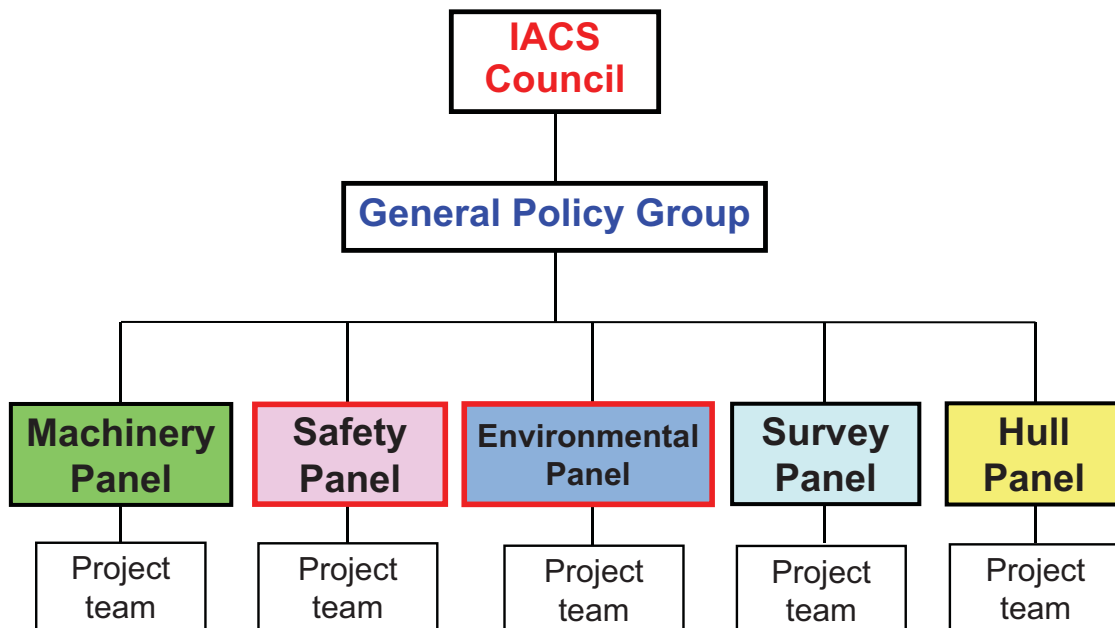 IACS
Council
General Policy Group
Machinery
Panel
Safety
Panel
Environmental
Panel
Survey
Panel
Hull
Panel
Project
team
Project
team
Project
team
Project
team
Project
team